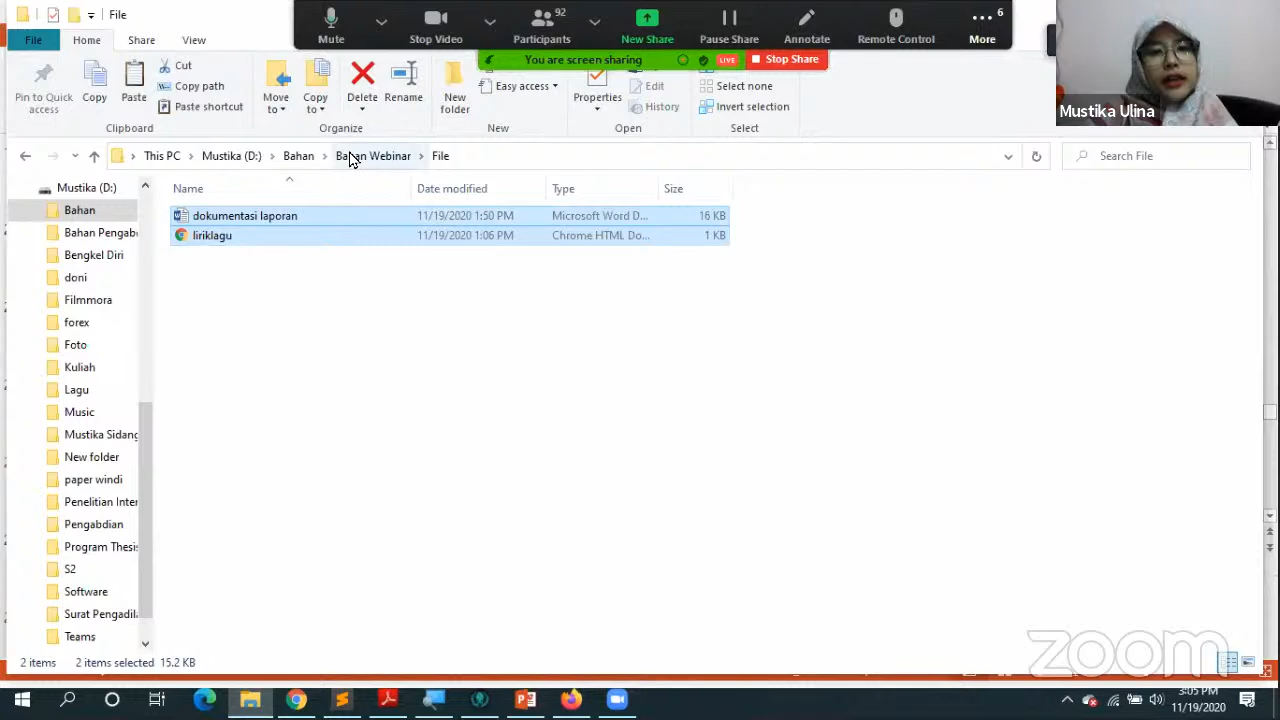 File
92
6
Mute
Stop Video
Participants
New Share
Pause Share
Annotate
Remote Control
More
You are screen sharing
LIVE
Stop Share
Mustika Ulina
File
Home
Share
View
Pin to Quick access
Copy
Paste
Cut
Copy path
Paste shortcut
Clipboard
Move to
Copy to
Delete
Rename
Organize
New folder
Easy access
New
Properties
Edit
History
Open
Select none
Invert selection
Select
This PC > Mustika (D:) > Bahan > Bahan Webinar > File
Search File
Name Date modified Type Size
dokumentasi laporan 11/19/2020 1:50 PM Microsoft Word D... 16 KB
liriklagu 11/19/2020 1:06 PM Chrome HTML Do... 1 KB
Mustika (D:)
Bahan
Bahan Pengab
Bengkel Diri
doni
Filmmora
forex
Foto
Kuliah
Lagu
Music
Mustika Sidang
New folder
paper windi
Penelitian Inter
Pengabdian
Program Thesis
S2
Software
Surat Pengadil
Teams
2 items 2 items selected 15.2 KB
zoom
3:05 PM
11/19/2020